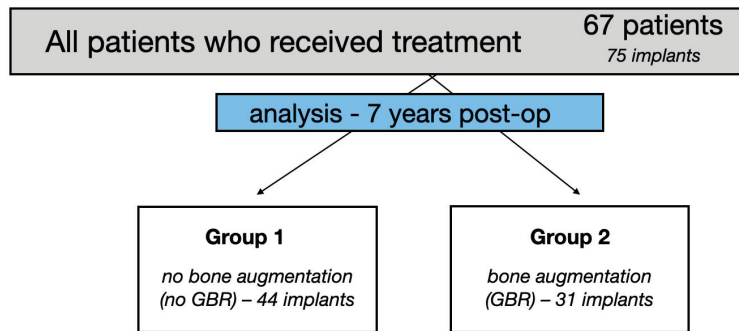 All patients who received treatment
67 patients
75 implants
analysis - 7 years post-op
Group 1
no bone augmentation
(no GBR) – 44 implants
Group 2
bone augmentation
(GBR) – 31 implants